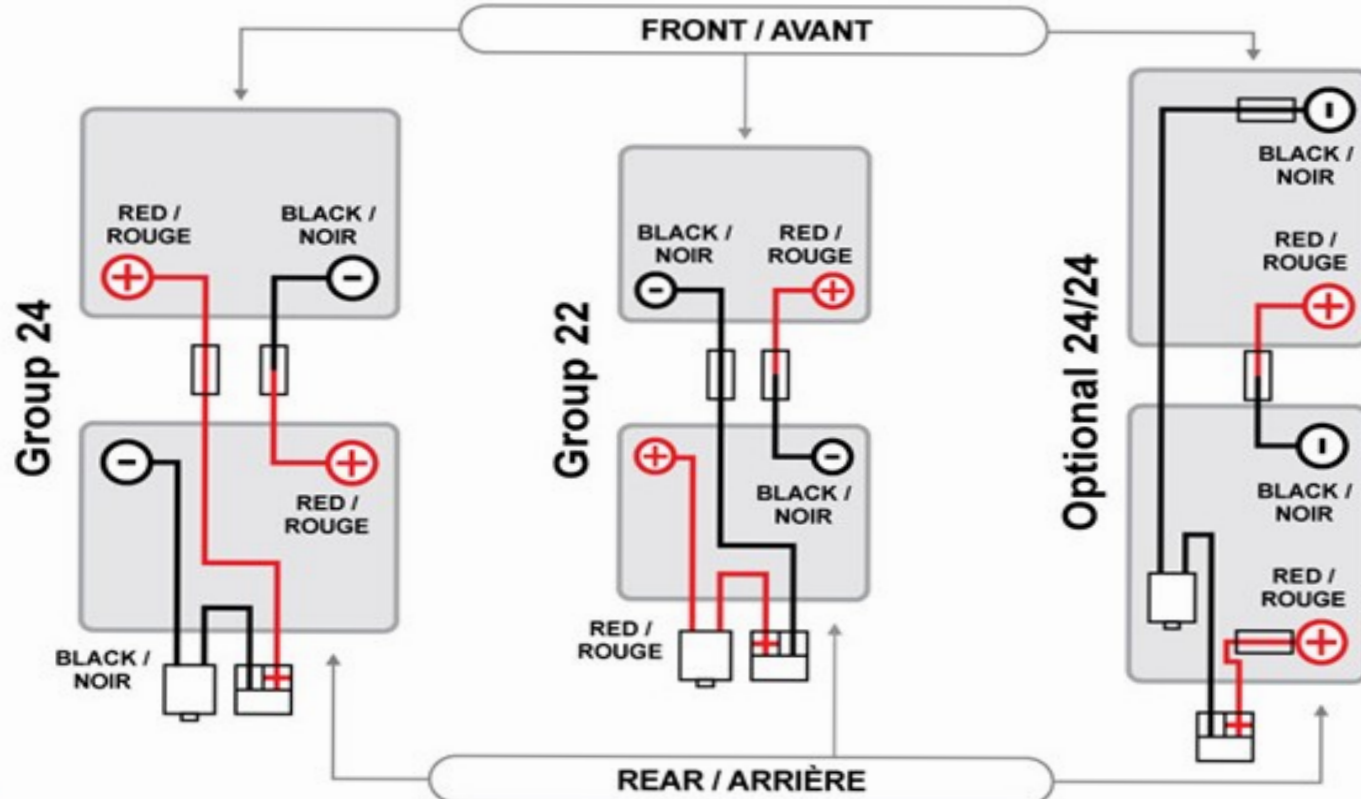 FRONT / AVANT
Group 24
RED /
ROUGE
BLACK /
NOIR
RED /
ROUGE
BLACK /
NOIR
Group 22
BLACK /
NOIR
RED /
ROUGE
BLACK /
NOIR
RED /
ROUGE
Optional 24/24
BLACK /
NOIR
RED /
ROUGE
BLACK /
NOIR
RED /
ROUGE
REAR / ARRIÈRE